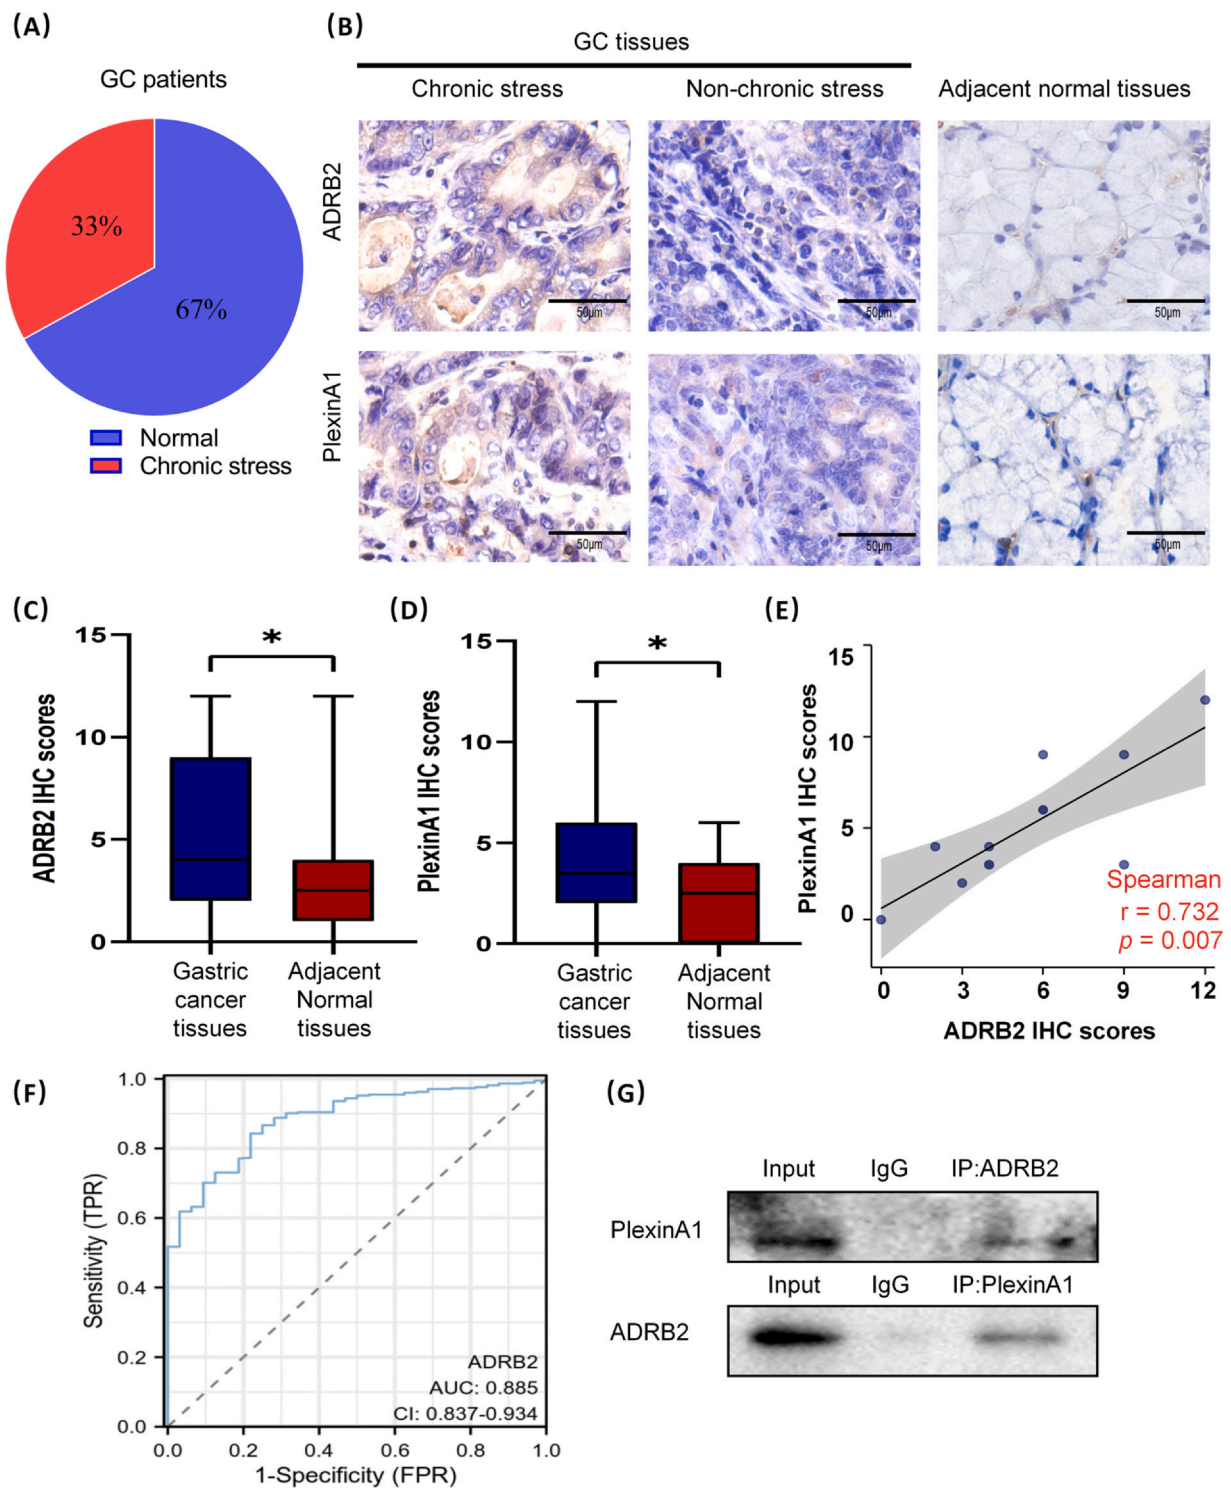 (A)
GC patients
33%
67%
Normal
Chronic stress
(B)
GC tissues
Chronic stress
Non-chronic stress
Adjacent normal tissues
ADRB2
50μm
50μm
50μm
PlexinA1
50μm
50μm
50μm
(C)
ADRB2 IHC scores
15
10
5
0
*
Gastric
cancer
tissues
Adjacent
Normal
tissues
(D)
PlexinA1 IHC scores
15
10
5
0
*
Gastric
cancer
tissues
Adjacent
Normal
tissues
(E)
PlexinA1 IHC scores
15
10
5
0
Spearman
r = 0.732
p = 0.007
0 3 6 9 12
ADRB2 IHC scores
(F)
Sensitivity (TPR)
1.0
0.8
0.6
0.4
0.2
0.0
ADRB2
AUC: 0.885
CI: 0.837-0.934
0.0 0.2 0.4 0.6 0.8 1.0
1-Specificity (FPR)
(G)
Input IgG IP:ADRB2
PlexinA1
Input IgG IP:PlexinA1
ADRB2